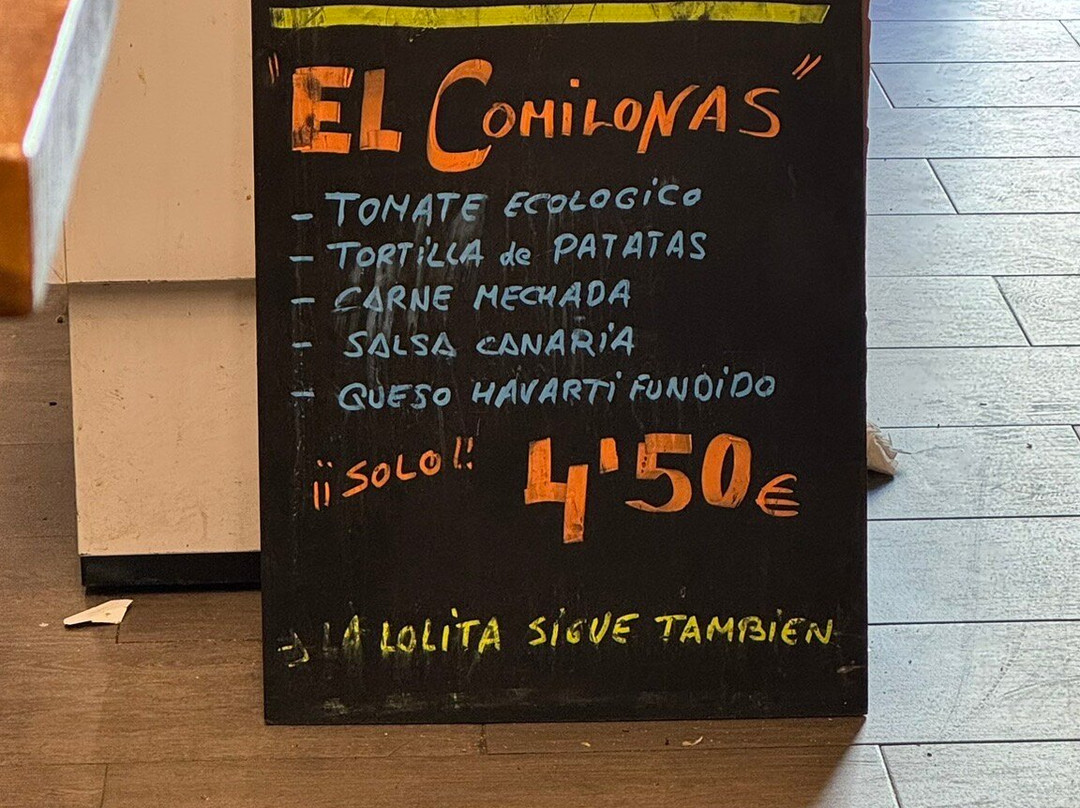 "EL COMILONAS"
- TOMATE ECOLOGICO
- TORTILLA de PATATAS
- CARNE MECHADA
- SALSA CANARIA
- QUESO HAVARTI FUNDIDO
¡¡SOLO!! 4'50€
→ LA LOLITA SIGUE TAMBIEN